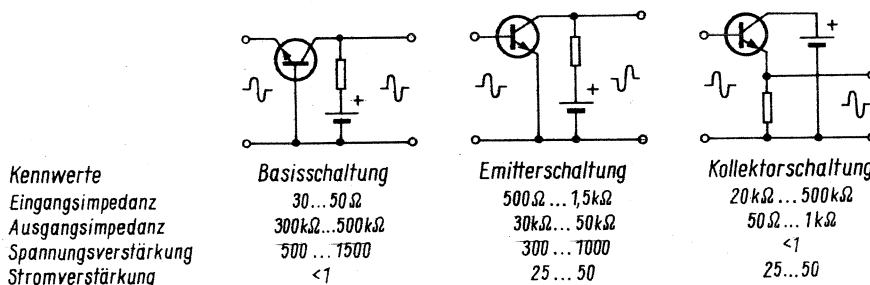 + + +
Kennwerte Basisschaltung Emitterschaltung Kollektorschaltung
Eingangsimpedanz 30...50Ω 500Ω...1,5kΩ 20kΩ...500kΩ
Ausgangsimpedanz 300kΩ...500kΩ 30kΩ...50kΩ 50Ω...1kΩ
Spannungsverstärkung 500...1500 300...1000 <1
Stromverstärkung <1 25...50 25...50